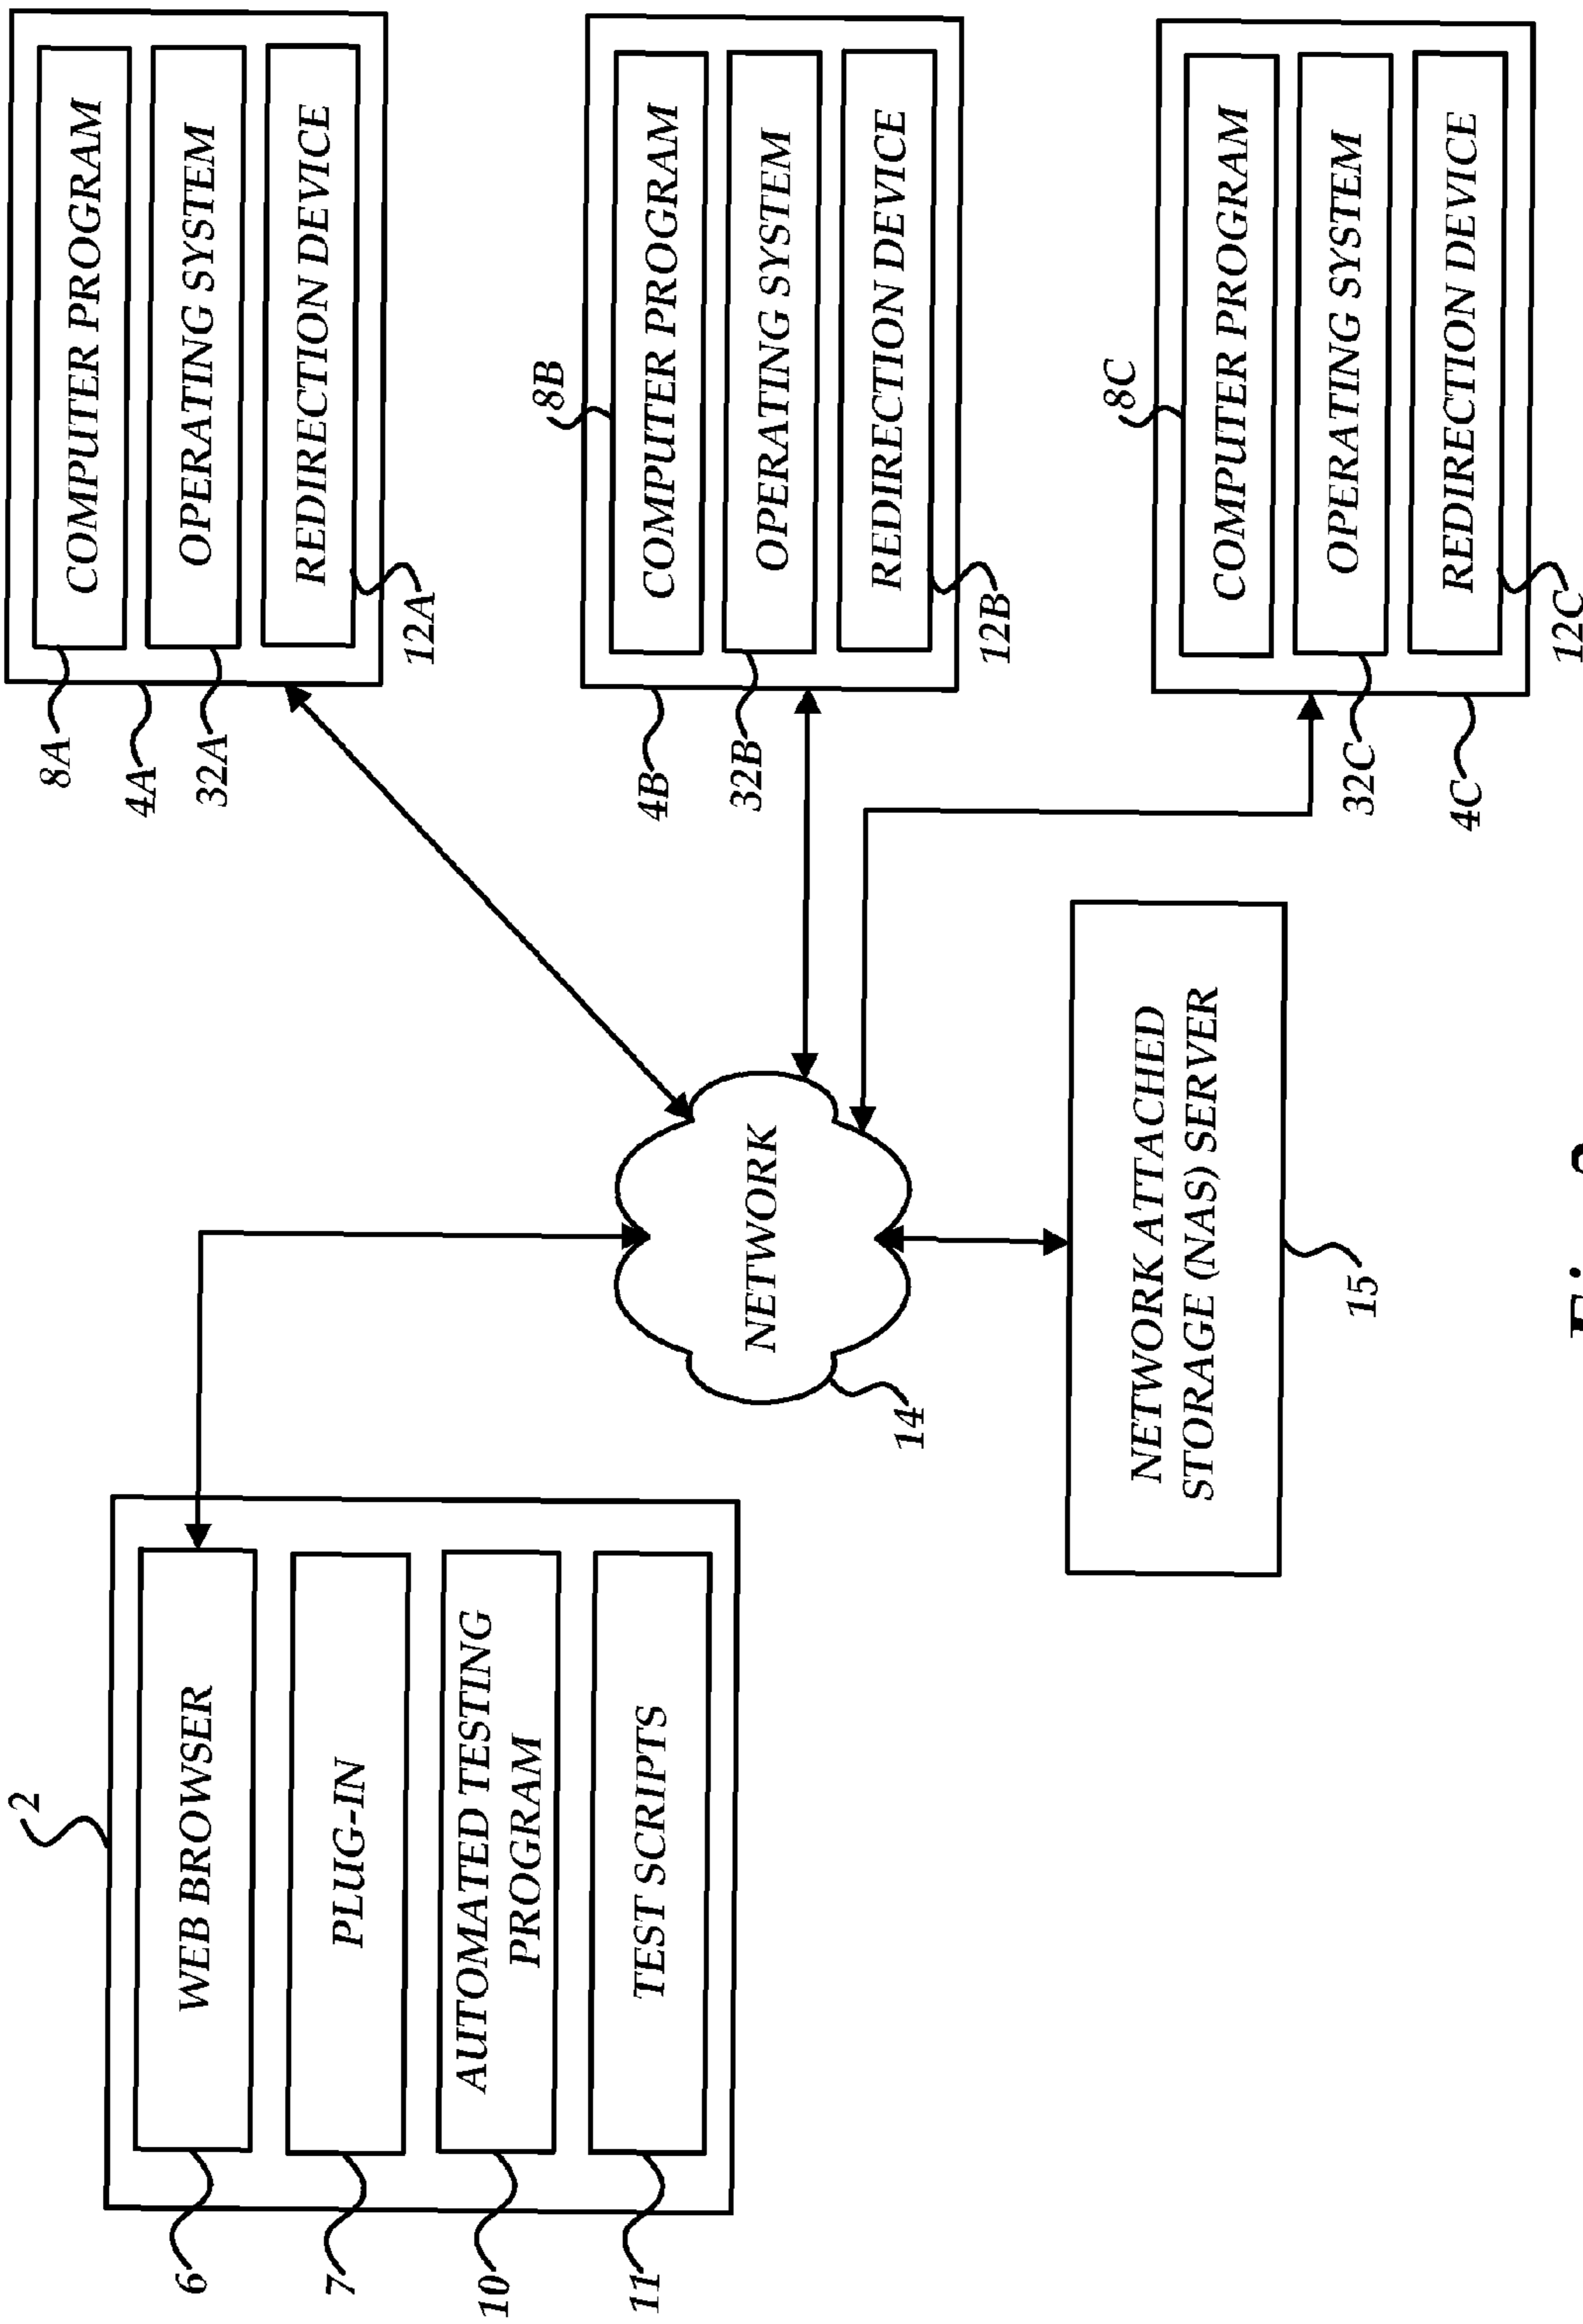 2
6
WEB BROWSER
7
PLUG-IN
10
AUTOMATED TESTING
PROGRAM
11
TEST SCRIPTS
NETWORK
14
NETWORK ATTACHED
STORAGE (NAS) SERVER
15
8A
4A
32A
COMPUTER PROGRAM
OPERATING SYSTEM
REDIRECTION DEVICE
12A
8B
4B
32B
COMPUTER PROGRAM
OPERATING SYSTEM
REDIRECTION DEVICE
12B
8C
32C
4C
COMPUTER PROGRAM
OPERATING SYSTEM
REDIRECTION DEVICE
12C